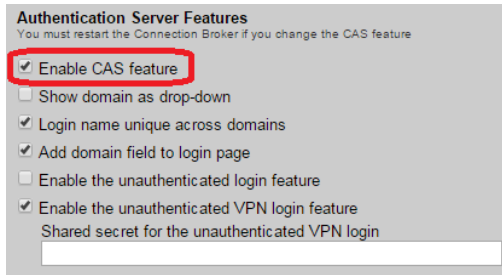 Authentication Server Features
You must restart the Connection Broker if you change the CAS feature
Enable CAS feature
Show domain as drop-down
Login name unique across domains
Add domain field to login page
Enable the unauthenticated login feature
Enable the unauthenticated VPN login feature
Shared secret for the unauthenticated VPN login